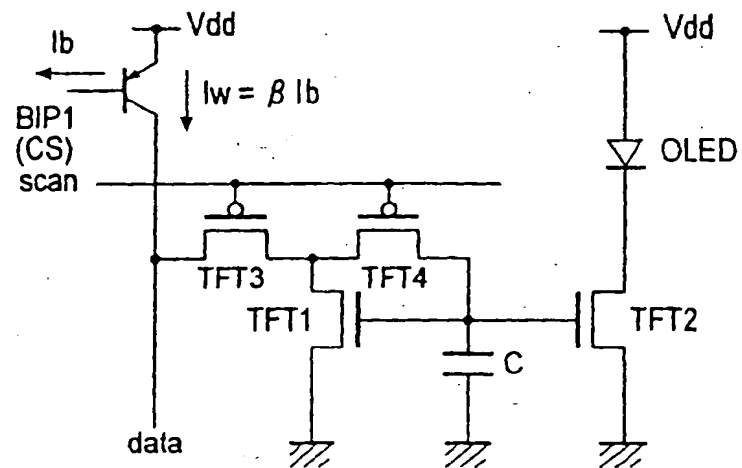 Vdd
Vdd
Ib
Iw = β Ib
BIP1
(CS)
OLED
scan
TFT3
TFT4
TFT1
TFT2
C
data